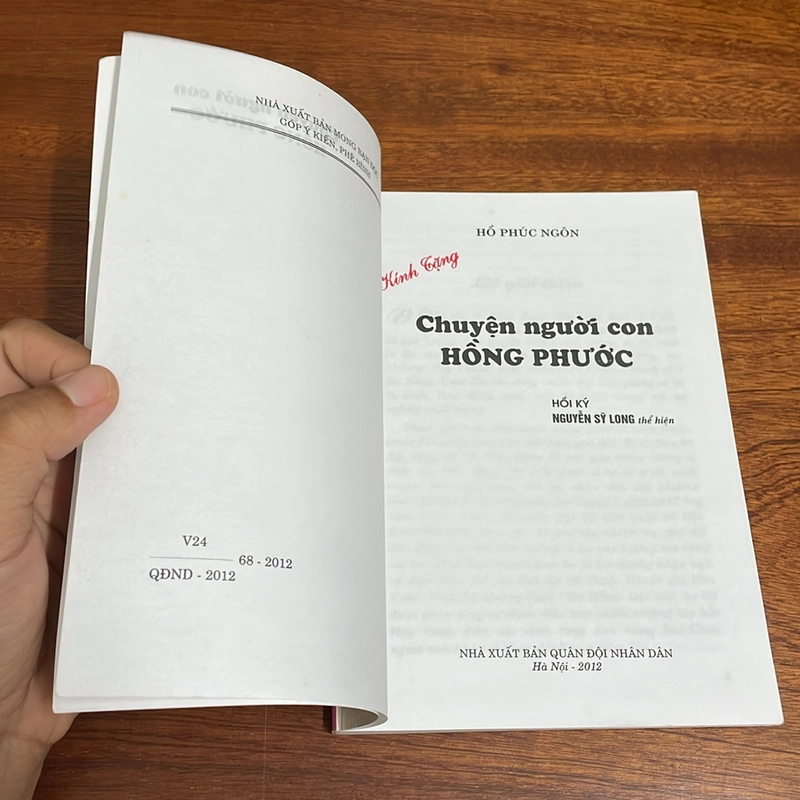 NHÀ XUẤT BẢN MONG BẠN ĐỌC
GÓP Ý KIẾN, PHÊ BÌNH
V24
68 - 2012
QĐND - 2012
HỒ PHÚC NGÔN
Kính Tặng
Chuyện người con
HỒNG PHƯỚC
HỒI KÝ
NGUYỄN SỸ LONG thể hiện
NHÀ XUẤT BẢN QUÂN ĐỘI NHÂN DÂN
Hà Nội - 2012